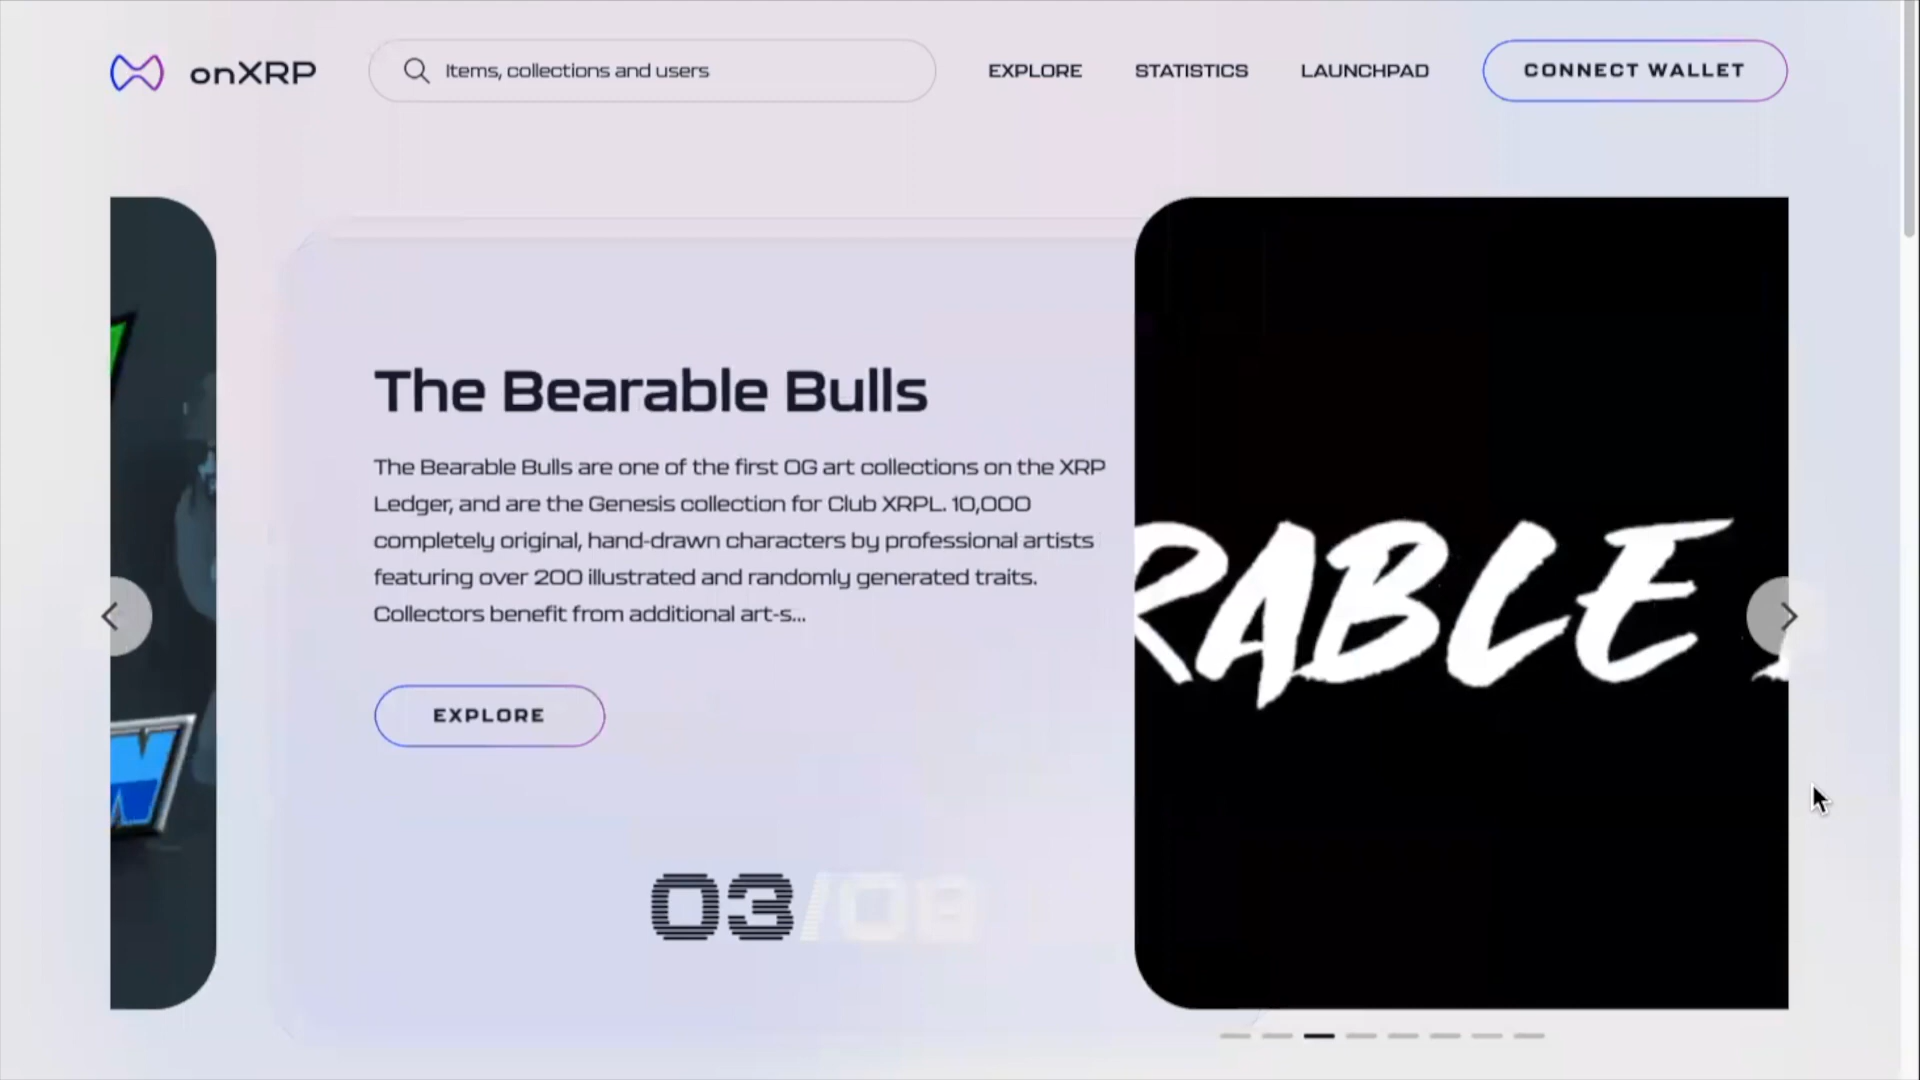 onXRP
Items, collections and users
EXPLORE
STATISTICS
LAUNCHPAD
CONNECT WALLET
The Bearable Bulls
The Bearable Bulls are one of the first OG art collections on the XRP
Ledger, and are the Genesis collection for Club XRPL. 10,000
completely original, hand-drawn characters by professional artists
featuring over 200 illustrated and randomly generated traits.
Collectors benefit from additional art-s...
EXPLORE
03/08
RABLE